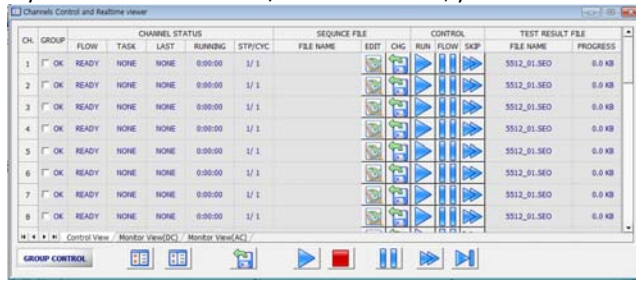 Channels Control and Realtime viewer
CH. GROUP CHANNEL STATUS SEQUNCE FILE CONTROL TEST RESULT FILE
FLOW TASK LAST RUNNING STP/CYC FILE NAME EDIT CHG RUN FLOW SKIP FILE NAME PROGRESS
1 OK READY NONE NONE 0:00:00 1/ 1 5512_01.SEO 0.0 KB
2 OK READY NONE NONE 0:00:00 1/ 1 5512_01.SEO 0.0 KB
3 OK READY NONE NONE 0:00:00 1/ 1 5512_01.SEO 0.0 KB
4 OK READY NONE NONE 0:00:00 1/ 1 5512_01.SEO 0.0 KB
5 OK READY NONE NONE 0:00:00 1/ 1 5512_01.SEO 0.0 KB
6 OK READY NONE NONE 0:00:00 1/ 1 5512_01.SEO 0.0 KB
7 OK READY NONE NONE 0:00:00 1/ 1 5512_01.SEO 0.0 KB
8 OK READY NONE NONE 0:00:00 1/ 1 5512_01.SEO 0.0 KB
Control View / Monitor View(DC) / Monitor View(AC) /
GROUP CONTROL